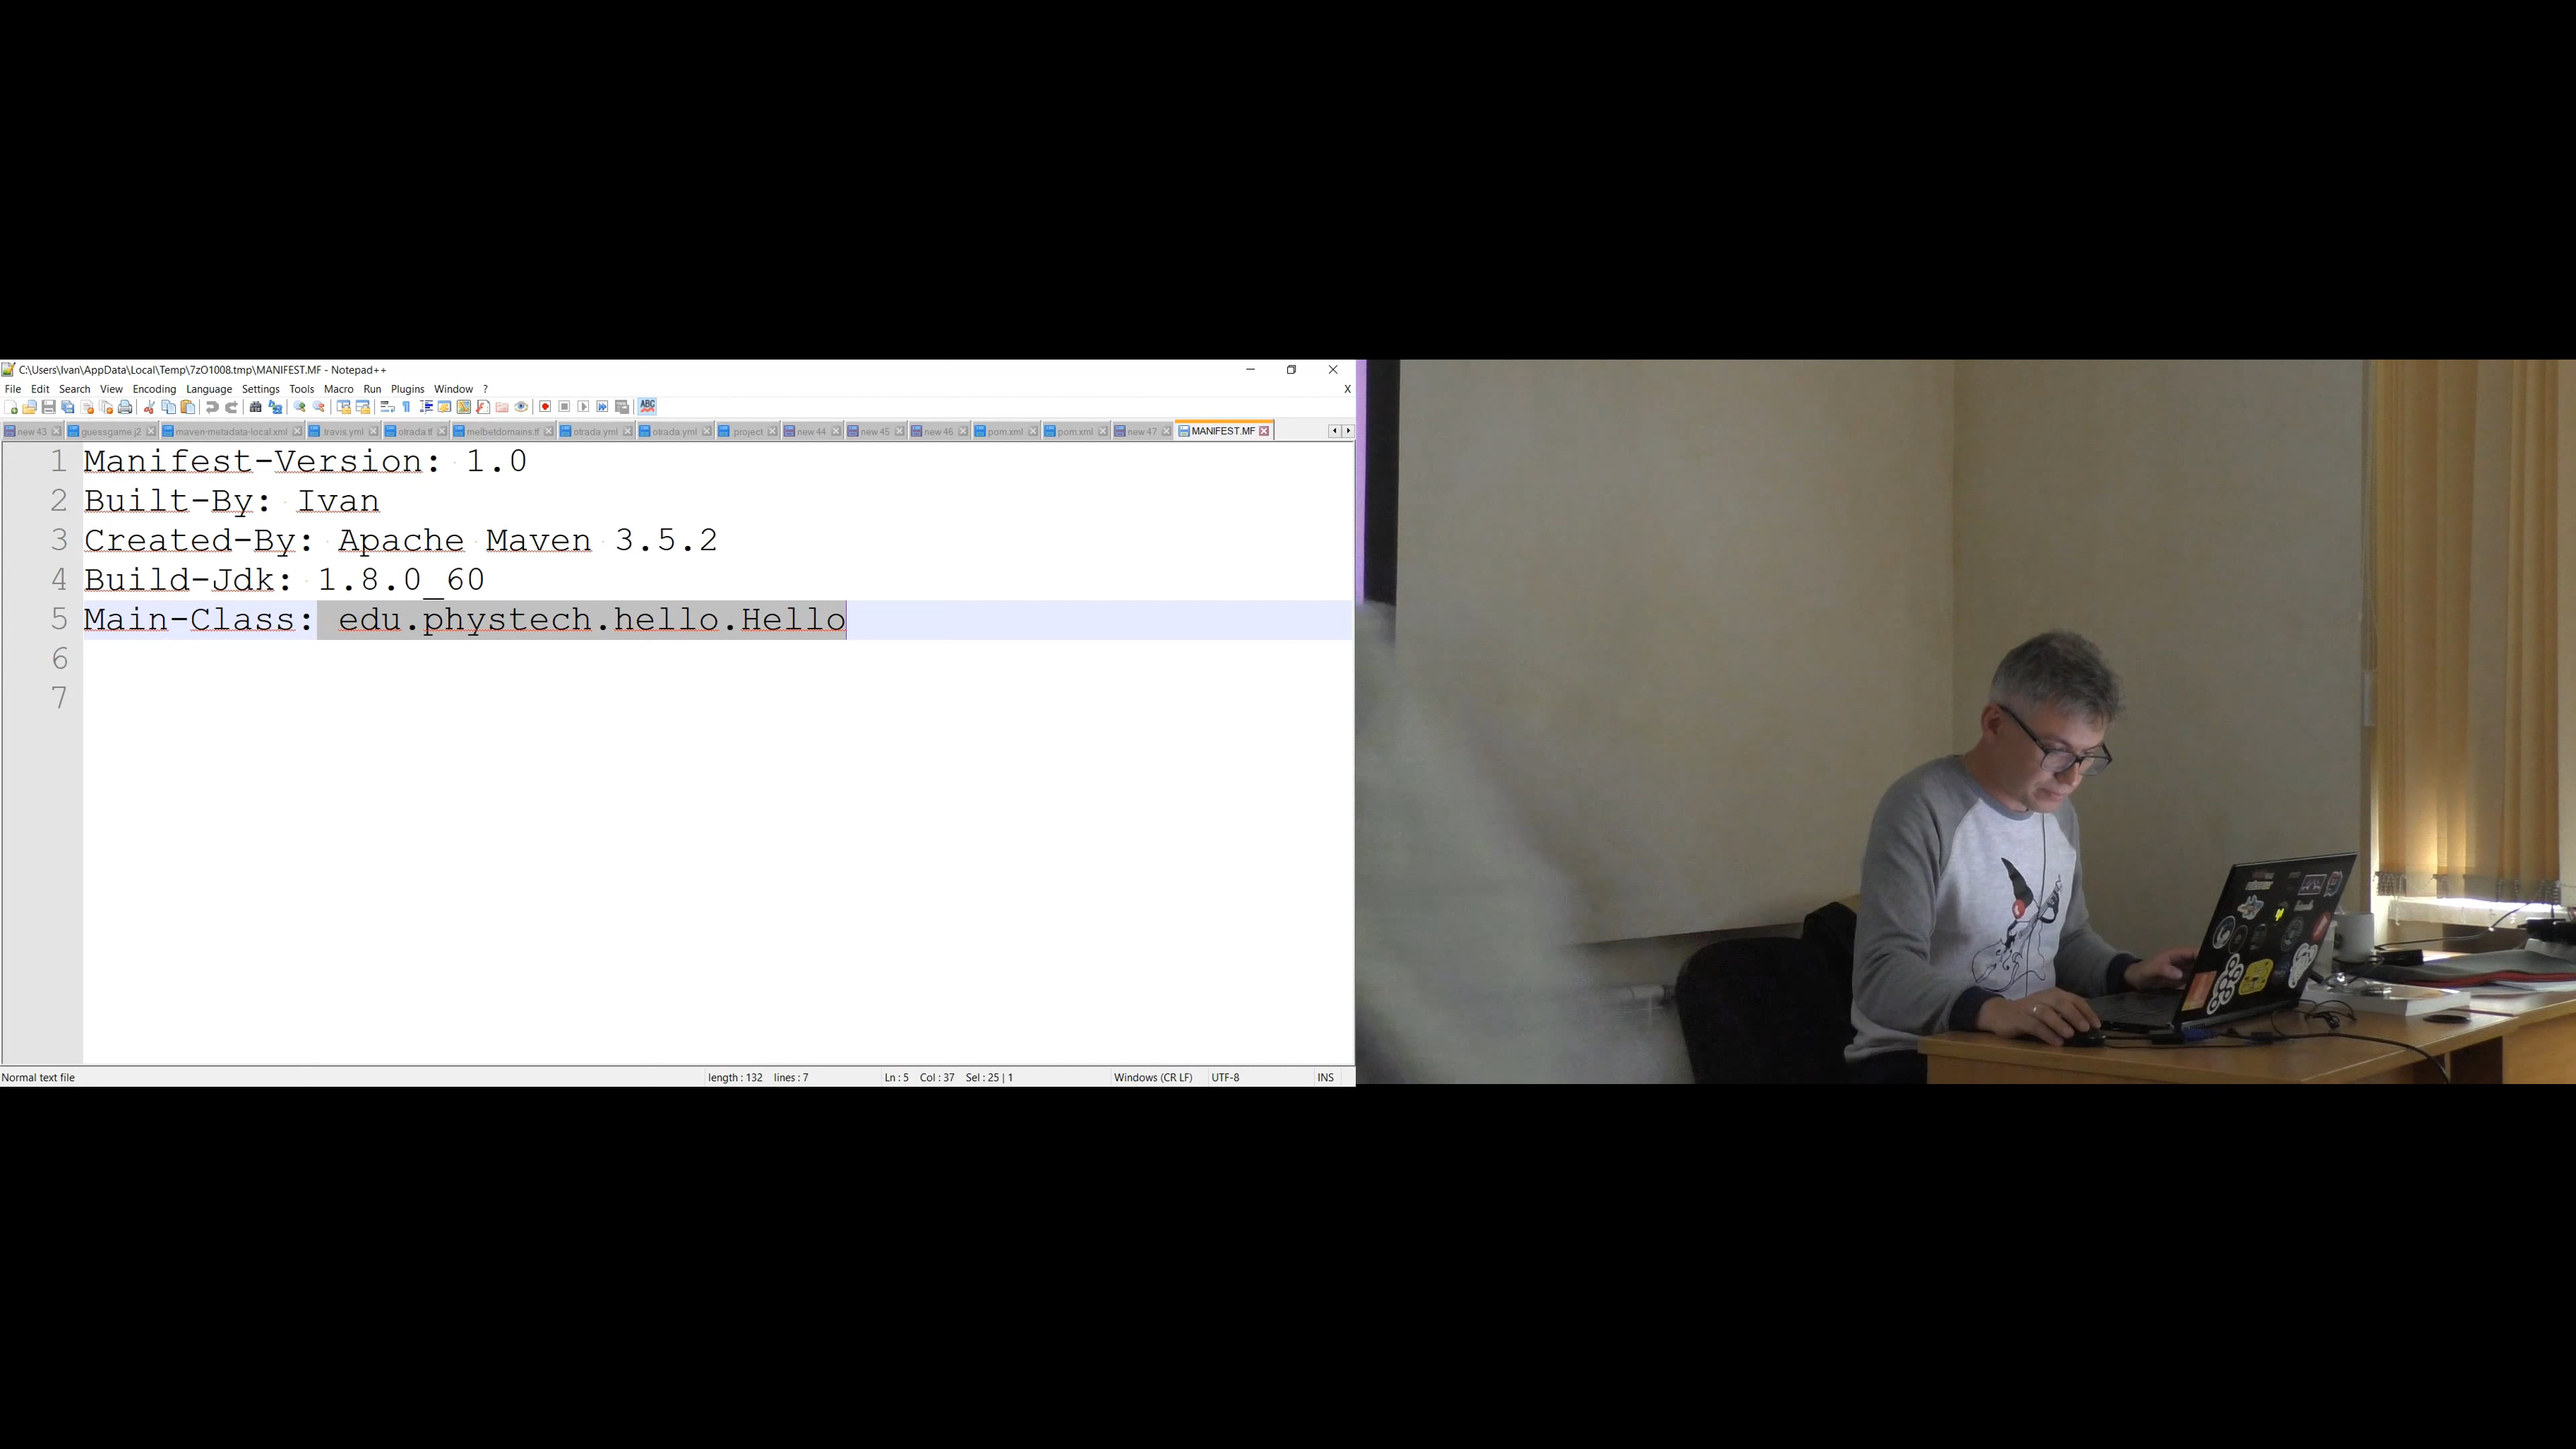 C:\Users\Ivan\AppData\Local\Temp\7zO1008.tmp\MANIFEST.MF - Notepad++
File Edit Search View Encoding Language Settings Tools Macro Run Plugins Window ? X
new 43 guessgame.j2 maven-metadata-local.xml travis.yml otrada.tf melbetdomains.tf otrada.yml otrada.yml project new 44 new 45 new 46 pom.xml pom.xml new 47 MANIFEST.MF
1 Manifest-Version: 1.0
2 Built-By: Ivan
3 Created-By: Apache Maven 3.5.2
4 Build-Jdk: 1.8.0_60
5 Main-Class: edu.phystech.hello.Hello
6
7
Normal text file length : 132 lines : 7 Ln : 5 Col : 37 Sel : 25 | 1 Windows (CR LF) UTF-8 INS